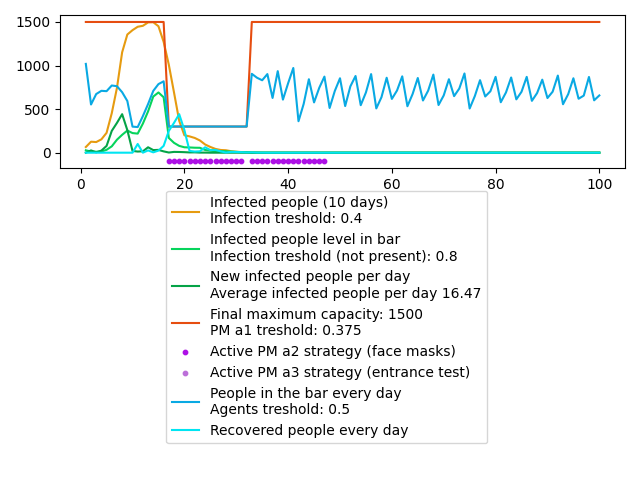 1500
1000
500
0
0 20 40 60 80 100
Infected people (10 days)
Infection treshold: 0.4
Infected people level in bar
Infection treshold (not present): 0.8
New infected people per day
Average infected people per day 16.47
Final maximum capacity: 1500
PM a1 treshold: 0.375
Active PM a2 strategy (face masks)
Active PM a3 strategy (entrance test)
People in the bar every day
Agents treshold: 0.5
Recovered people every day